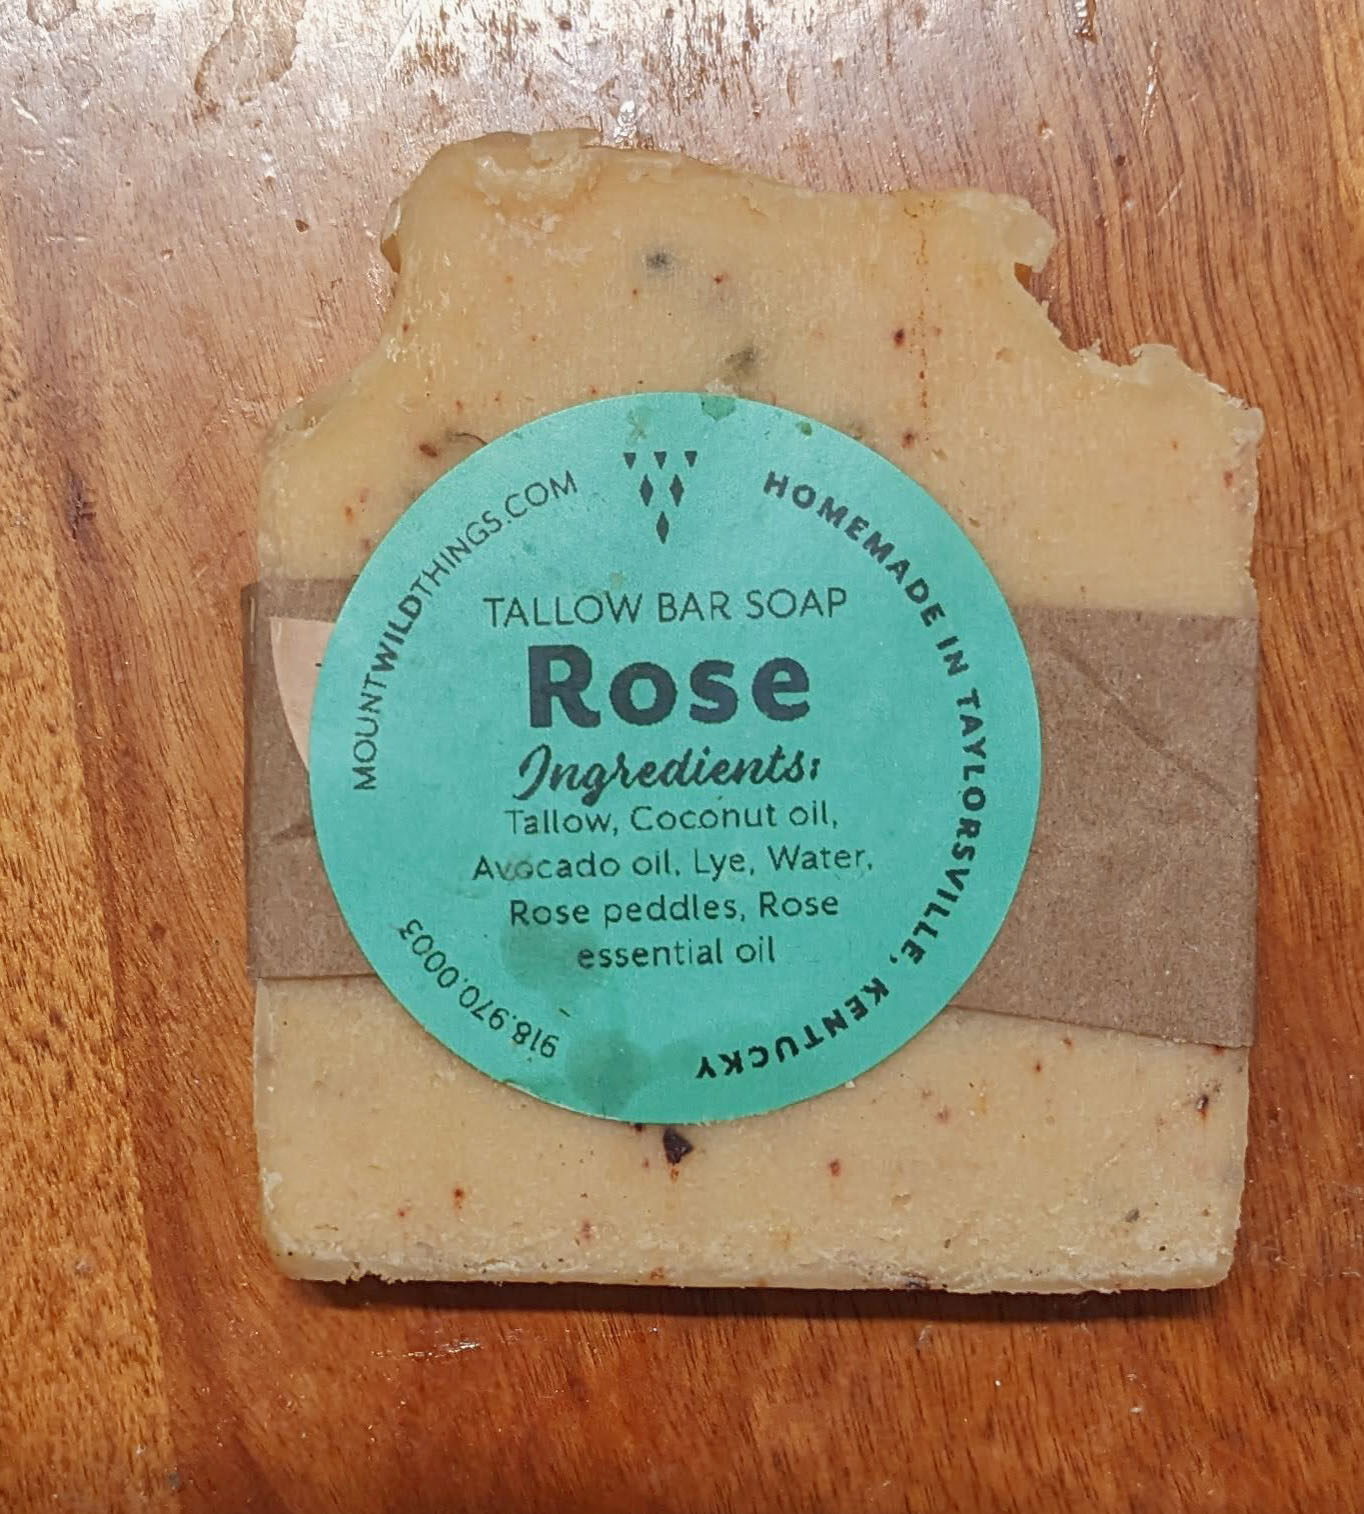 MOUNTWILDTHINGS.COM
HOMEMADE IN TAYLORSVILLE, KENTUCKY
TALLOW BAR SOAP
Rose
Ingredients:
Tallow, Coconut oil,
Avocado oil, Lye, Water,
Rose peddles, Rose
essential oil
918.970.0003